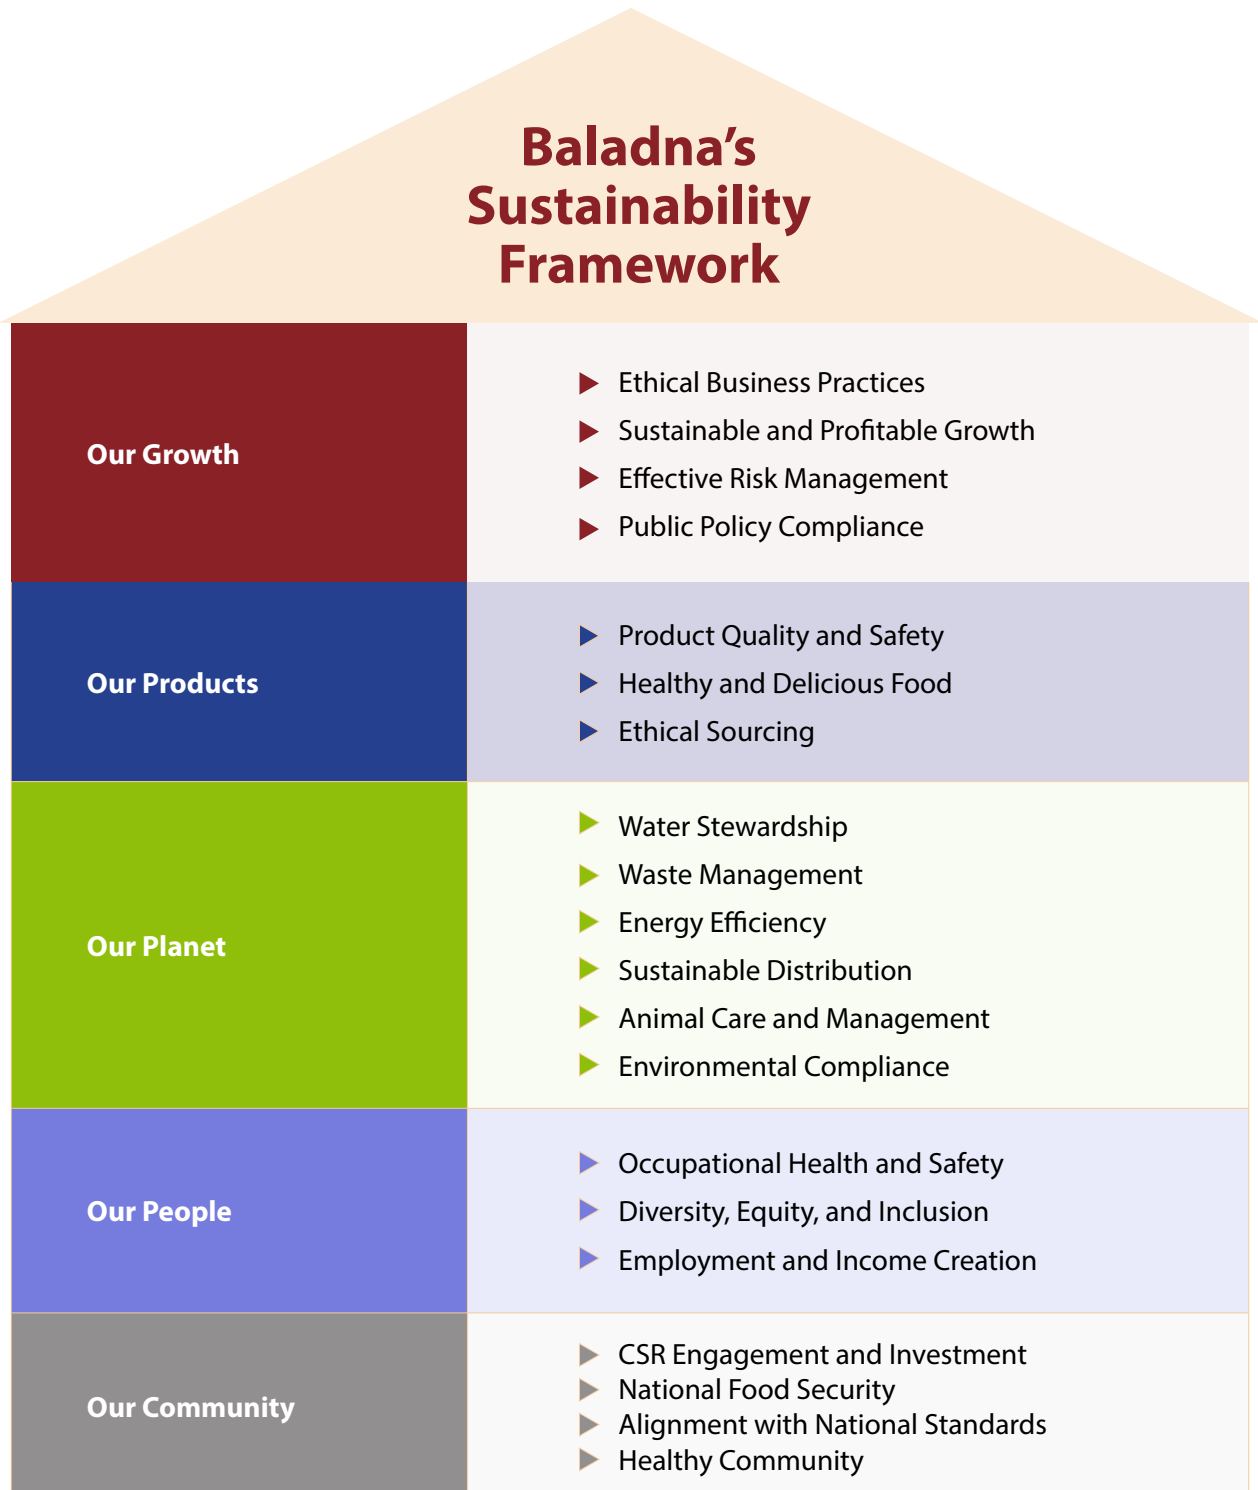 Baladna’s
Sustainability
Framework
Our Growth
Ethical Business Practices
Sustainable and Profitable Growth
Effective Risk Management
Public Policy Compliance
Our Products
Product Quality and Safety
Healthy and Delicious Food
Ethical Sourcing
Our Planet
Water Stewardship
Waste Management
Energy Efficiency
Sustainable Distribution
Animal Care and Management
Environmental Compliance
Our People
Occupational Health and Safety
Diversity, Equity, and Inclusion
Employment and Income Creation
Our Community
CSR Engagement and Investment
National Food Security
Alignment with National Standards
Healthy Community